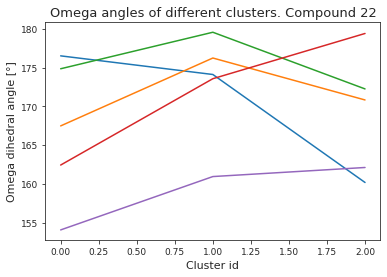 Omega angles of different clusters. Compound 22
Omega dihedral angle [°]
180
175
170
165
160
155
0.00 0.25 0.50 0.75 1.00 1.25 1.50 1.75 2.00
Cluster id